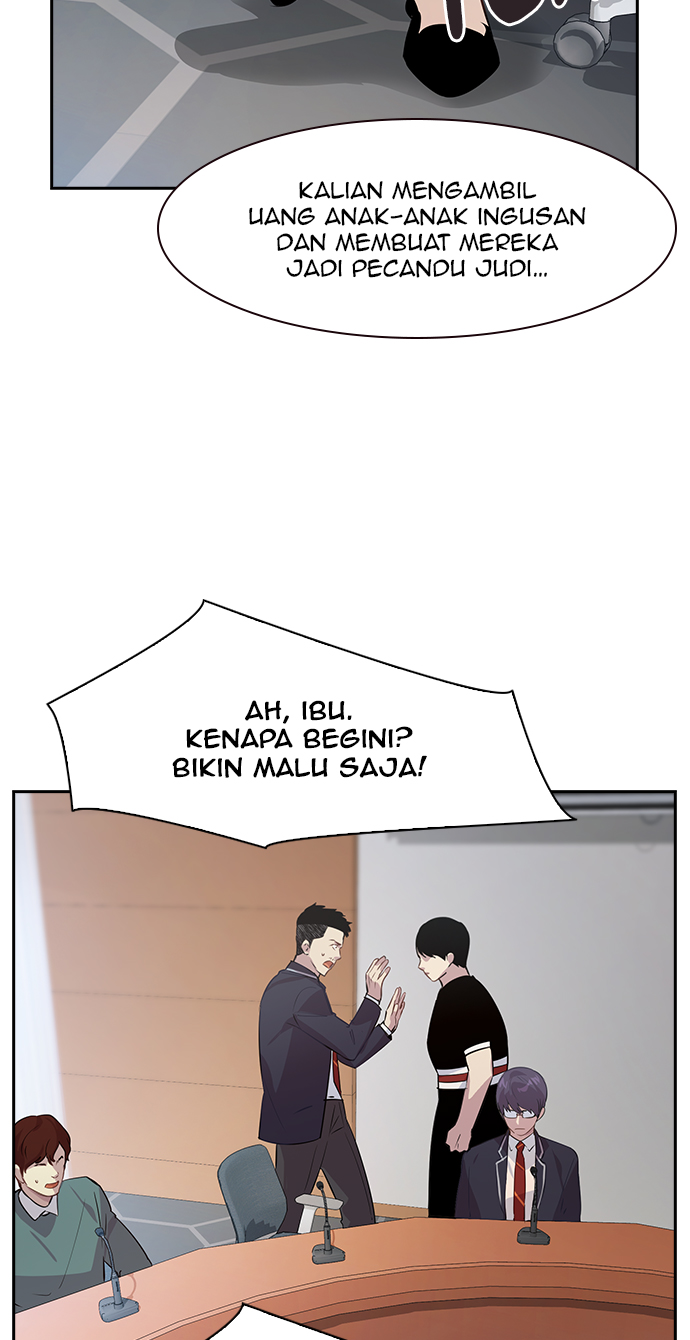 KALIAN MENGAMBIL
UANG ANAK-ANAK INGUSAN
DAN MEMBUAT MEREKA
JADI PECANDU JUDI...
AH, IBU.
KENAPA BEGINI?
BIKIN MALU SAJA!